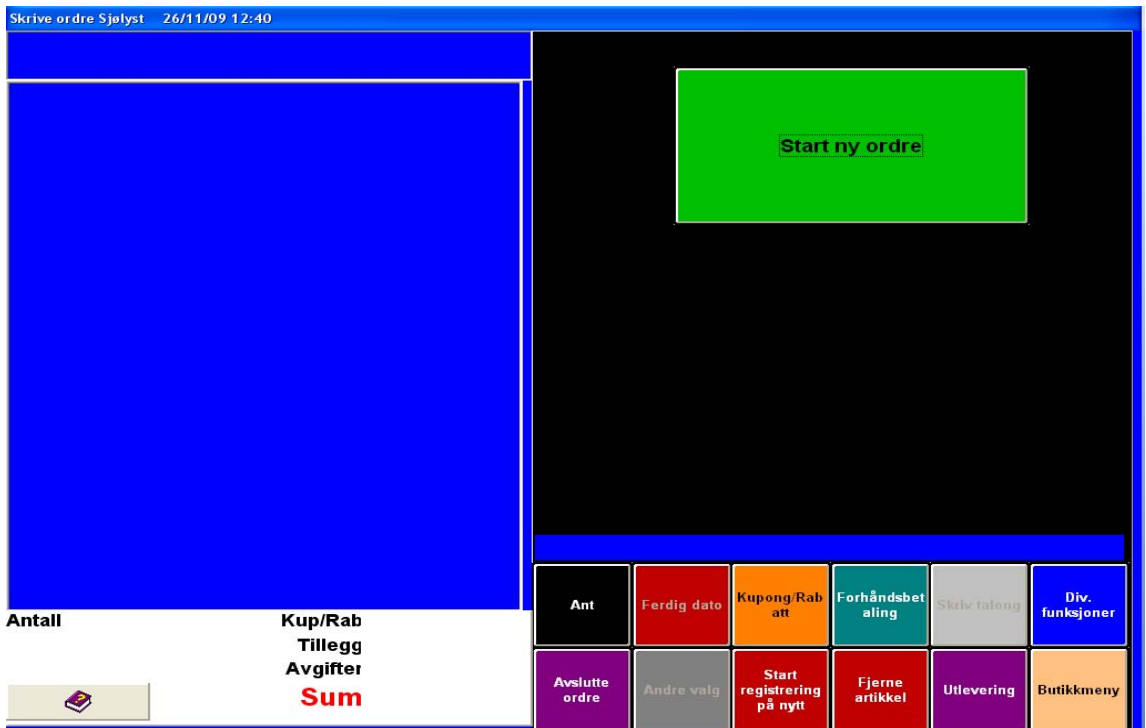 Skrive ordre Sjølyst 26/11/09 12:40
Start ny ordre
Antall
Kup/Rab
Tillegg
Avgifter
Sum
Ant
Ferdig dato
Kupong/Rab
att
Forhåndsbet
aling
Skriv talong
Div.
funksjoner
Avslutte
ordre
Andre valg
Start
registrering
på nytt
Fjerne
artikkel
Utlevering
Butikkmeny